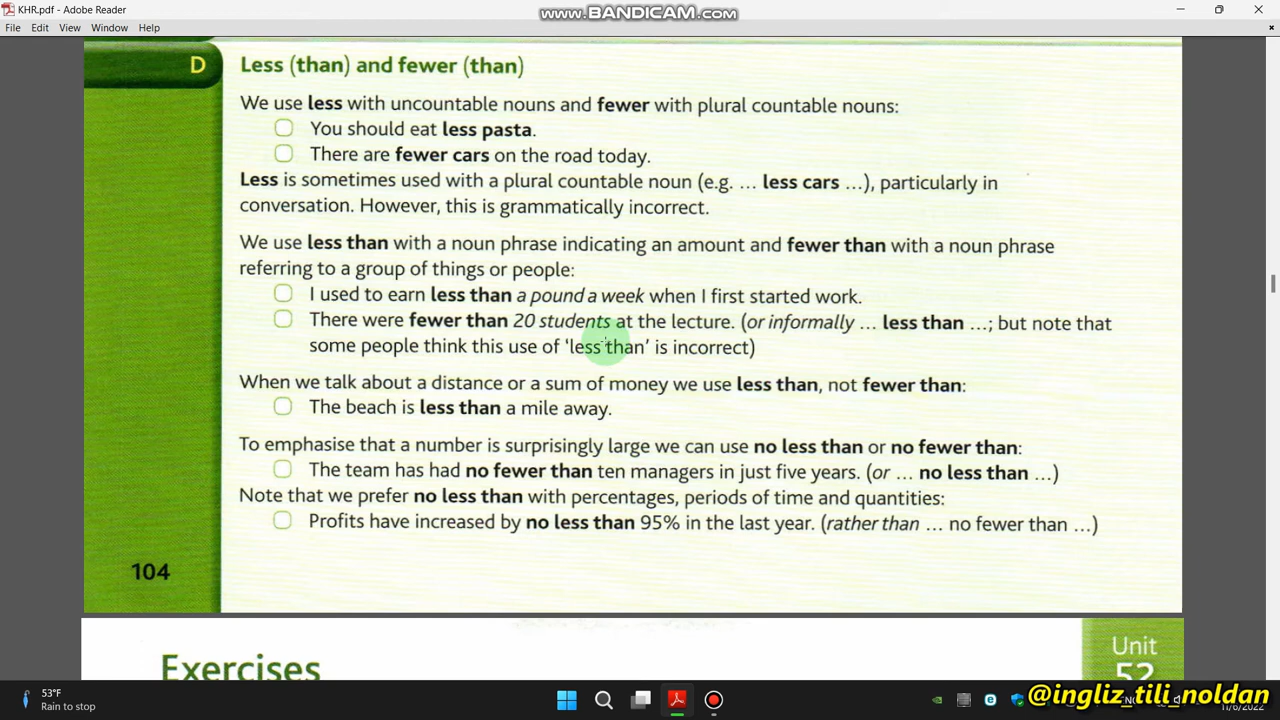 KHR.pdf - Adobe Reader
www.BANDICAM.com
File Edit View Window Help
D
Less (than) and fewer (than)
We use less with uncountable nouns and fewer with plural countable nouns:
You should eat less pasta.
There are fewer cars on the road today.
Less is sometimes used with a plural countable noun (e.g. … less cars …), particularly in
conversation. However, this is grammatically incorrect.
We use less than with a noun phrase indicating an amount and fewer than with a noun phrase
referring to a group of things or people:
I used to earn less than a pound a week when I first started work.
There were fewer than 20 students at the lecture. (or informally … less than …; but note that
some people think this use of ‘less than’ is incorrect)
When we talk about a distance or a sum of money we use less than, not fewer than:
The beach is less than a mile away.
To emphasise that a number is surprisingly large we can use no less than or no fewer than:
The team has had no fewer than ten managers in just five years. (or … no less than …)
Note that we prefer no less than with percentages, periods of time and quantities:
Profits have increased by no less than 95% in the last year. (rather than … no fewer than …)
104
Exercises
Unit
52
53°F
Rain to stop
@ingliz_tili_noldan
11/6/2022